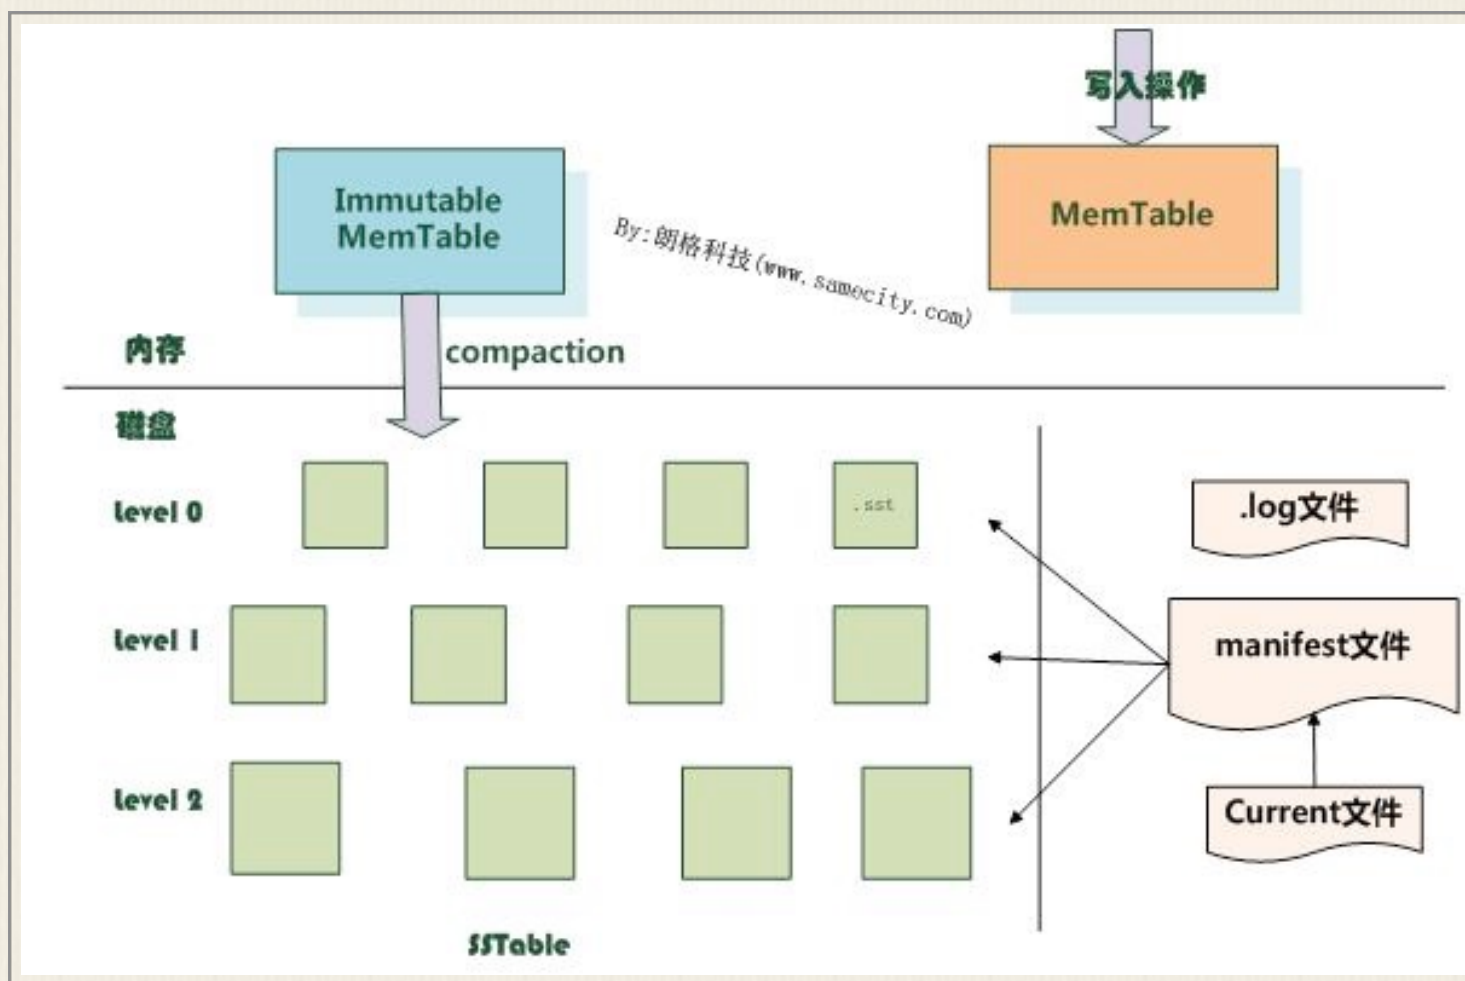 写入操作
Immutable
MemTable
MemTable
By:朗格科技(www.samecity.com)
内存
compaction
磁盘
Level 0
.sst
.log文件
Level 1
manifest文件
Level 2
Current文件
SSTable